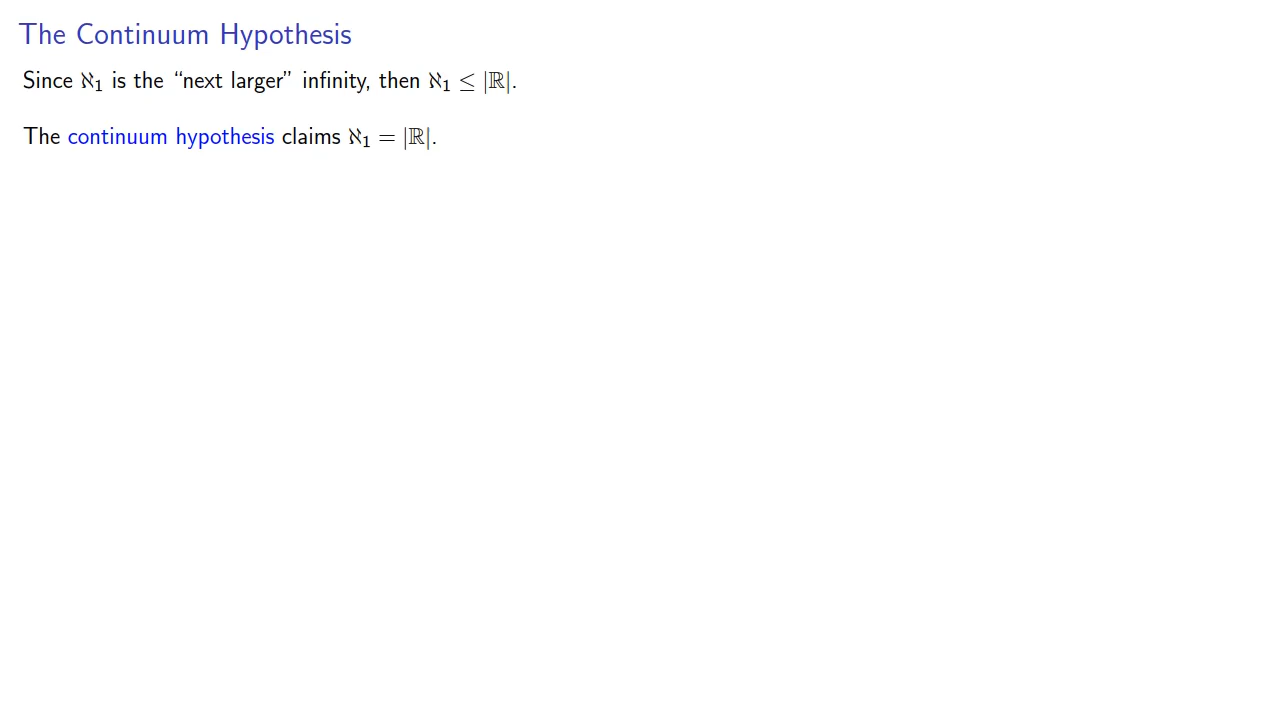 The Continuum Hypothesis
Since ℵ₁ is the “next larger” infinity, then ℵ₁ ≤ |ℝ|.
The continuum hypothesis claims ℵ₁ = |ℝ|.